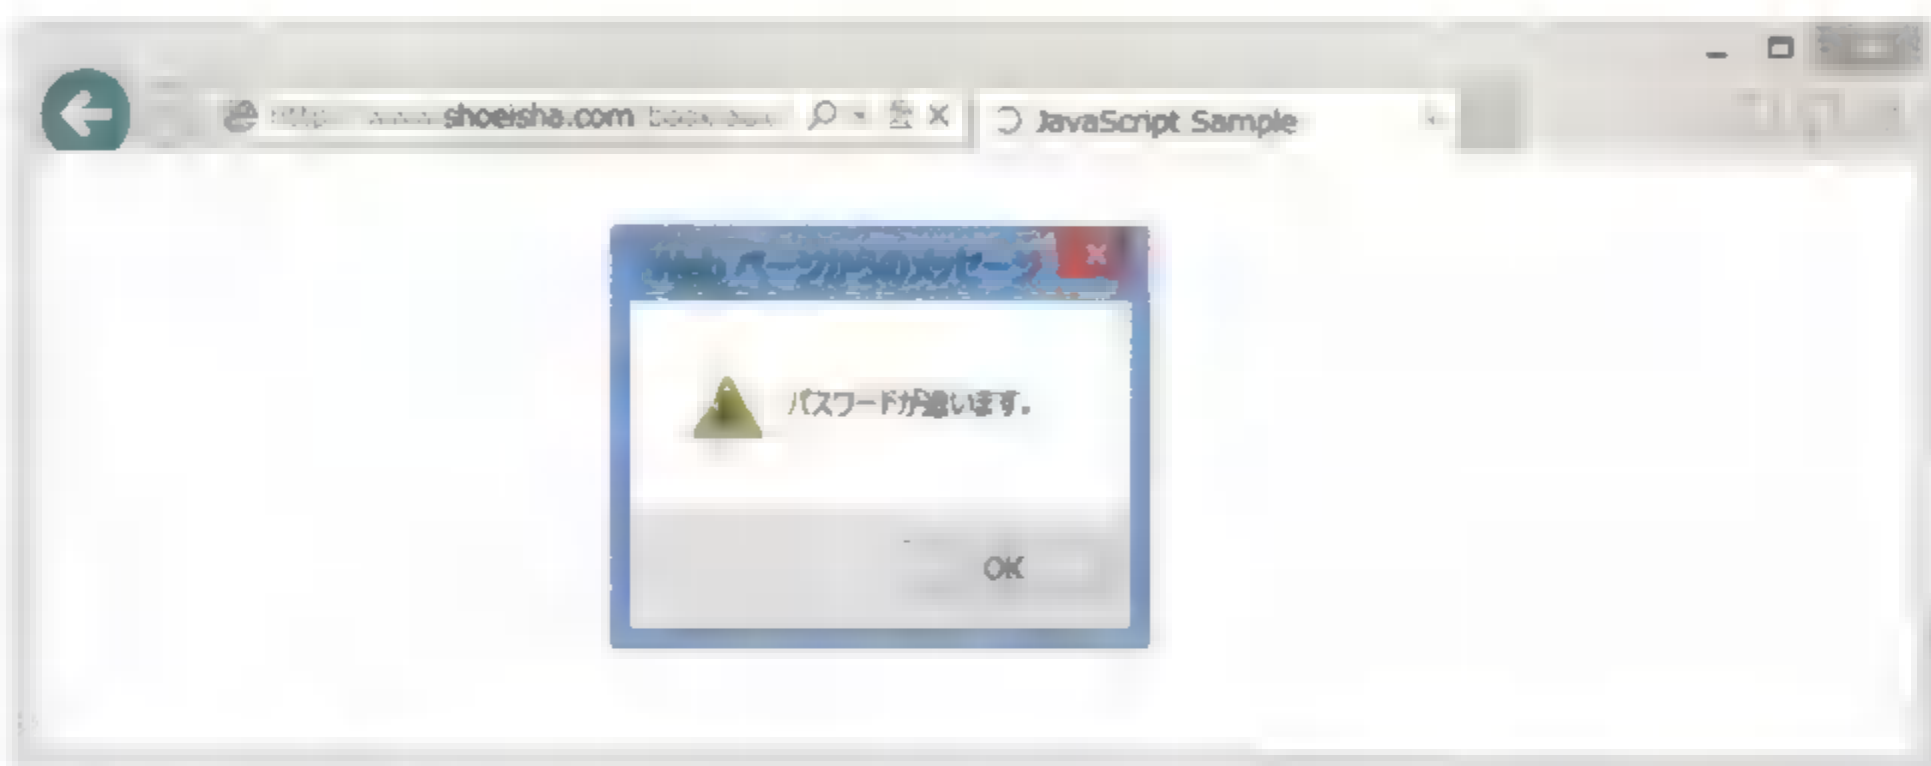 shoeisha.com
JavaScript Sample
Web ページからのメッセージ
パスワードが違います。
OK